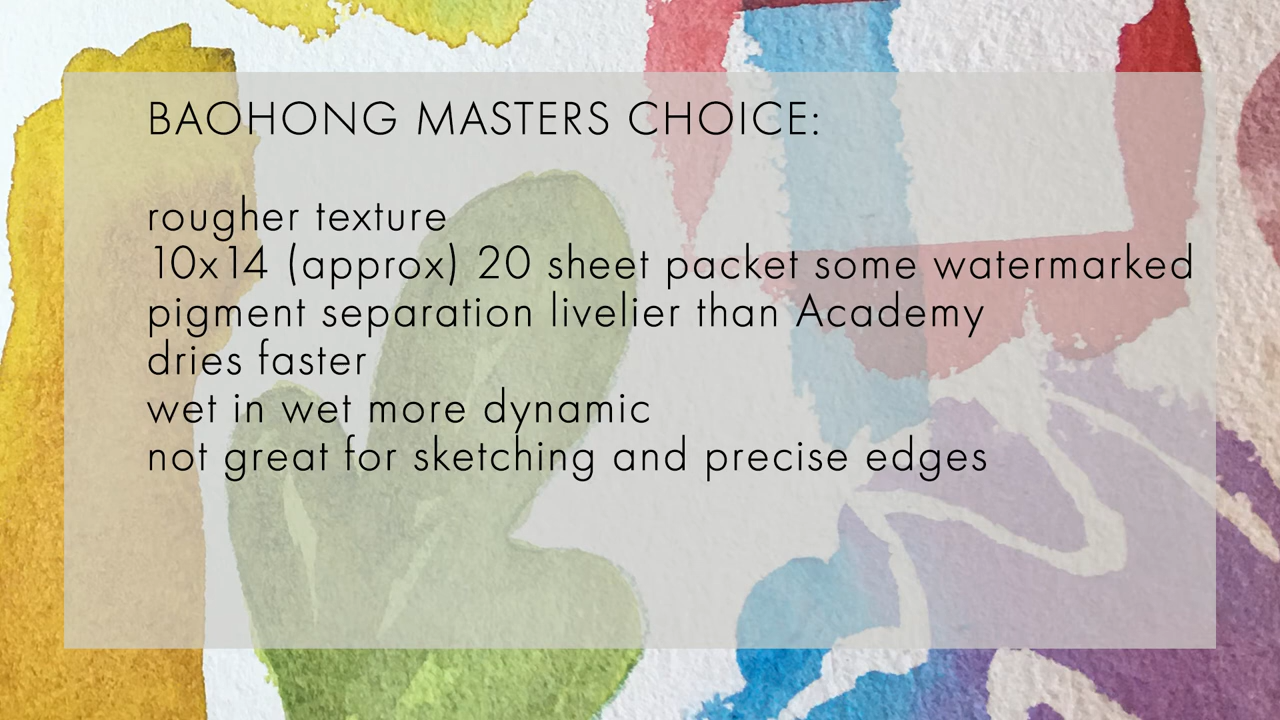 BAOHONG MASTERS CHOICE:
rougher texture
10x14 (approx) 20 sheet packet some watermarked
pigment separation livelier than Academy
dries faster
wet in wet more dynamic
not great for sketching and precise edges